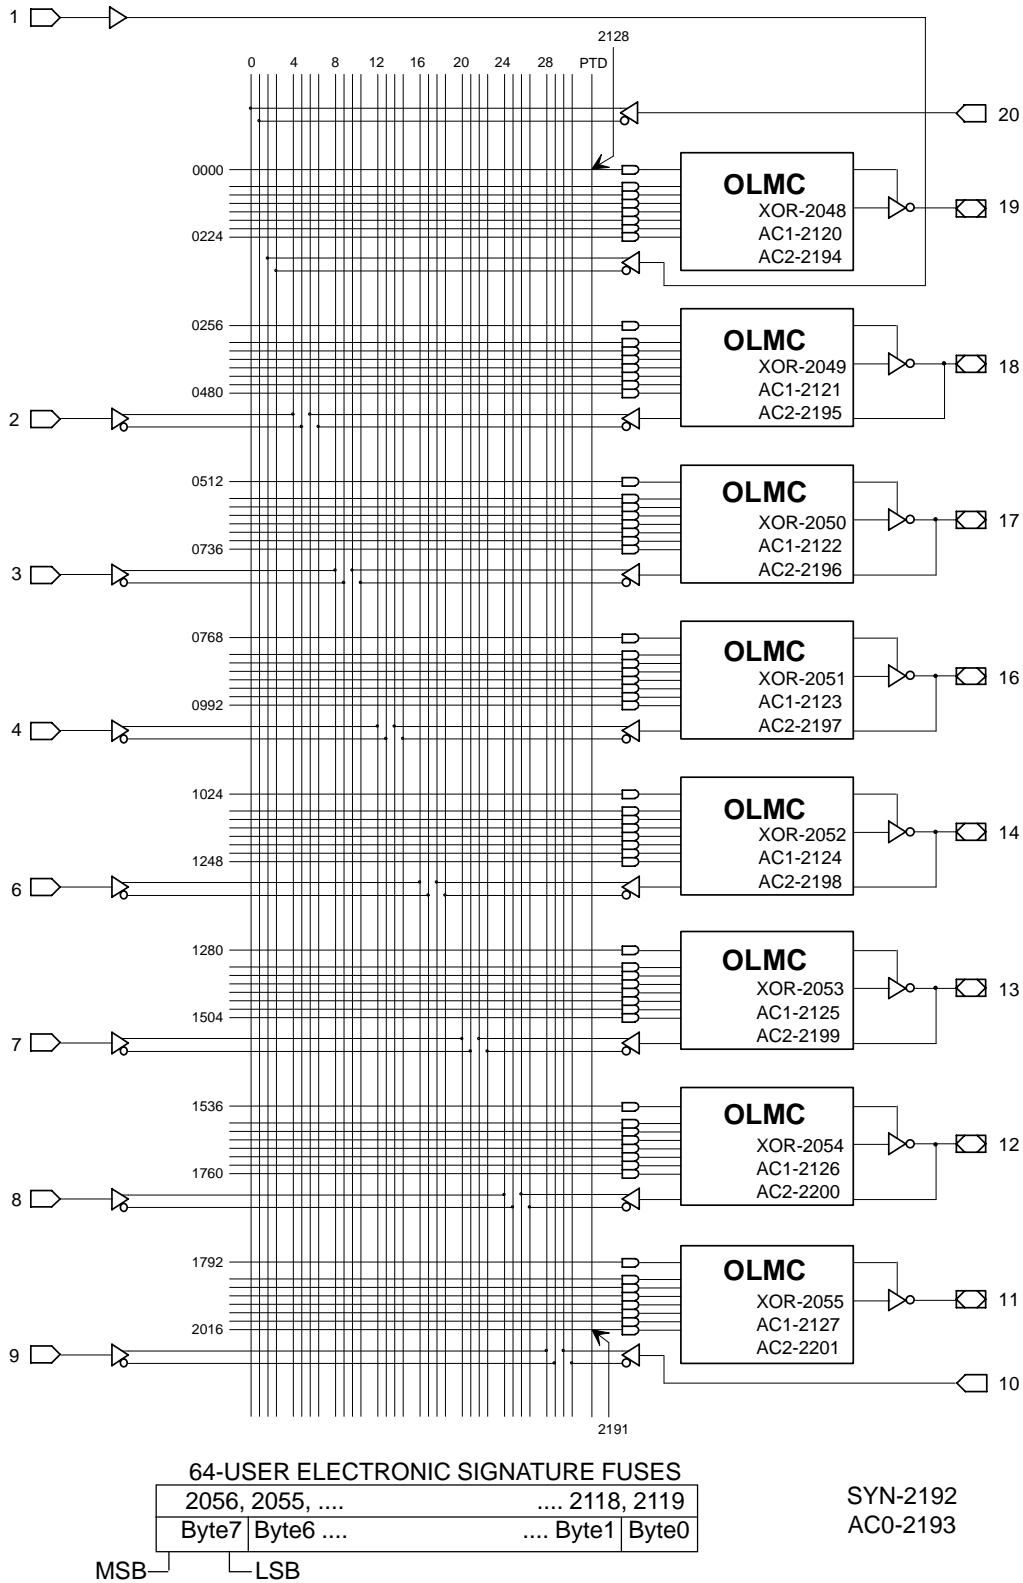 1
2128
0 4 8 12 16 20 24 28 PTD
20
0000
OLMC
XOR-2048
19
0224
AC1-2120
AC2-2194
0256
OLMC
XOR-2049
18
0480
AC1-2121
AC2-2195
2
0512
OLMC
XOR-2050
17
0736
AC1-2122
AC2-2196
3
0768
OLMC
XOR-2051
16
0992
AC1-2123
AC2-2197
4
1024
OLMC
XOR-2052
14
1248
AC1-2124
AC2-2198
6
1280
OLMC
XOR-2053
13
1504
AC1-2125
AC2-2199
7
1536
OLMC
XOR-2054
12
1760
AC1-2126
AC2-2200
8
1792
OLMC
XOR-2055
11
2016
AC1-2127
AC2-2201
9
10
2191
64-USER ELECTRONIC SIGNATURE FUSES
2056, 2055, .... .... 2118, 2119
Byte7 Byte6 .... .... Byte1 Byte0
MSB LSB
SYN-2192
AC0-2193